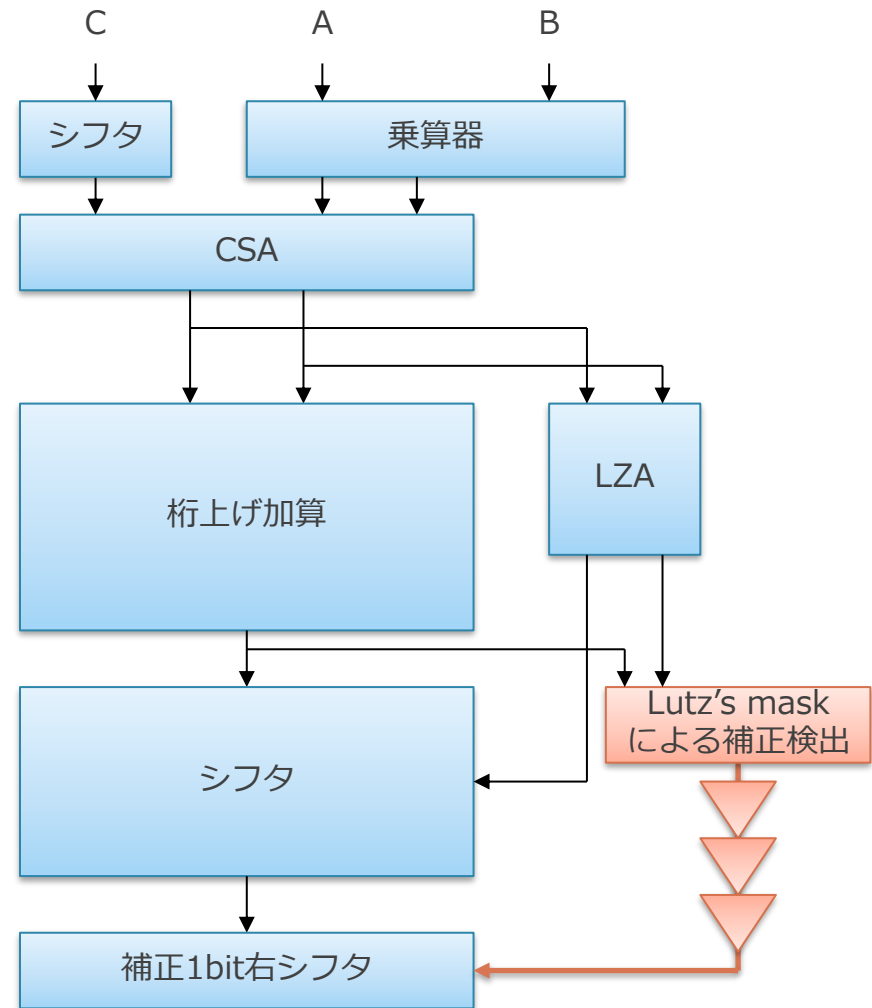 C
A
B
シフタ
乗算器
CSA
桁上げ加算
LZA
シフタ
Lutz's mask
による補正検出
補正1bit右シフタ